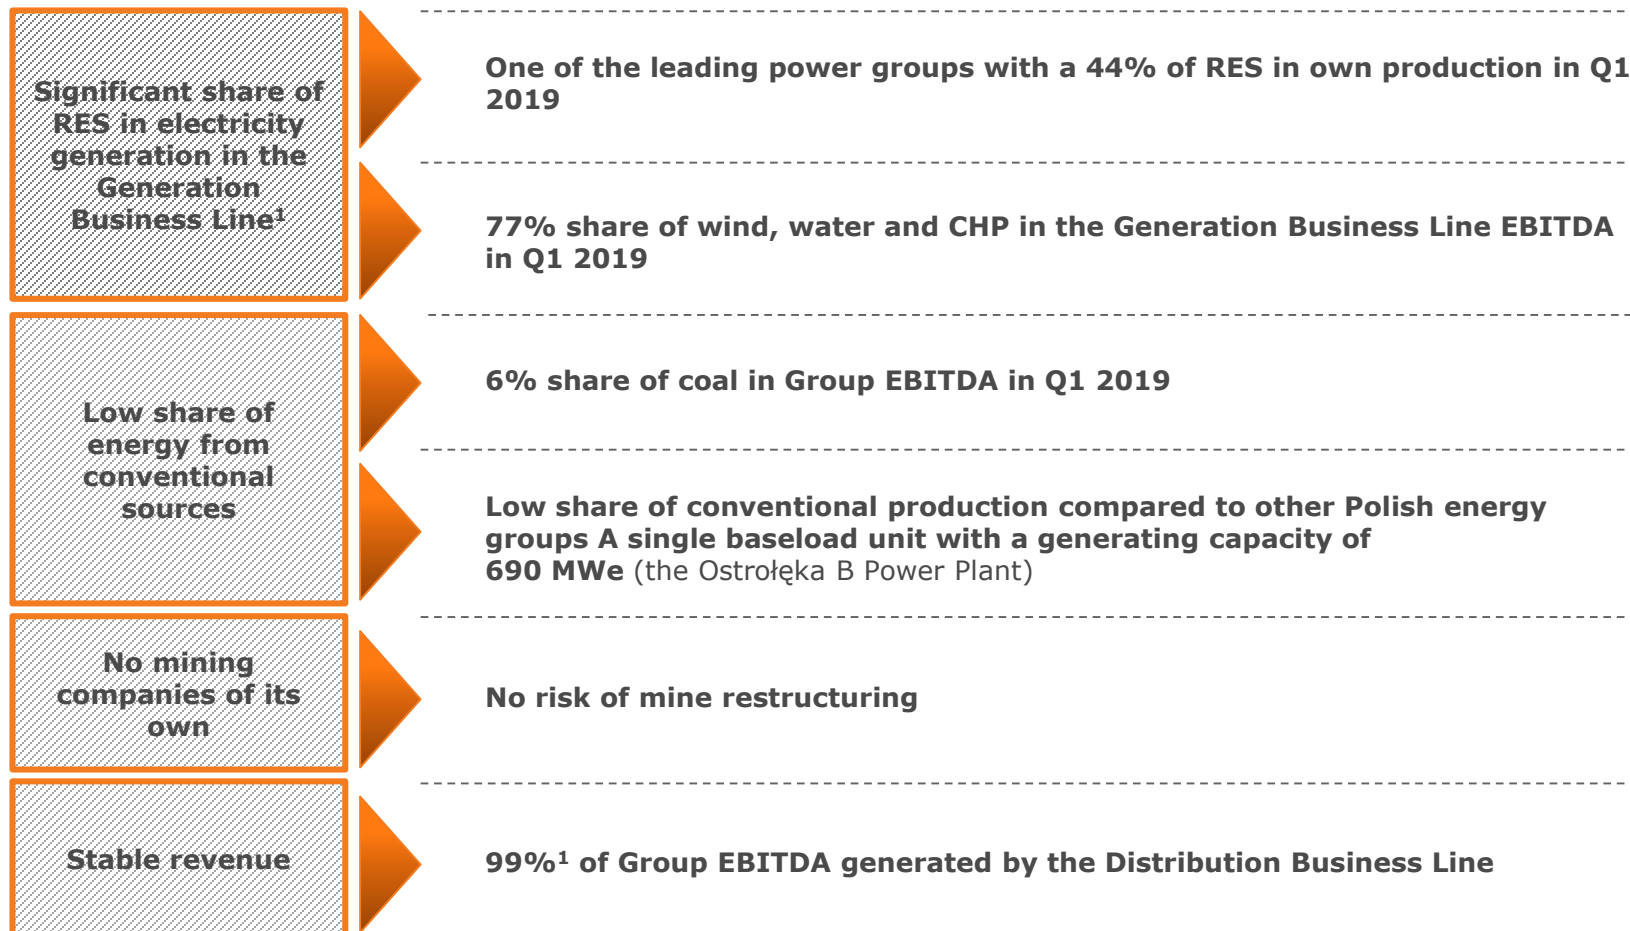 Significant share of
RES in electricity
generation in the
Generation
Business Line¹
One of the leading power groups with a 44% of RES in own production in Q1
2019
77% share of wind, water and CHP in the Generation Business Line EBITDA
in Q1 2019
Low share of
energy from
conventional
sources
6% share of coal in Group EBITDA in Q1 2019
Low share of conventional production compared to other Polish energy
groups A single baseload unit with a generating capacity of
690 MWe (the Ostrołęka B Power Plant)
No mining
companies of its
own
No risk of mine restructuring
Stable revenue
99%¹ of Group EBITDA generated by the Distribution Business Line